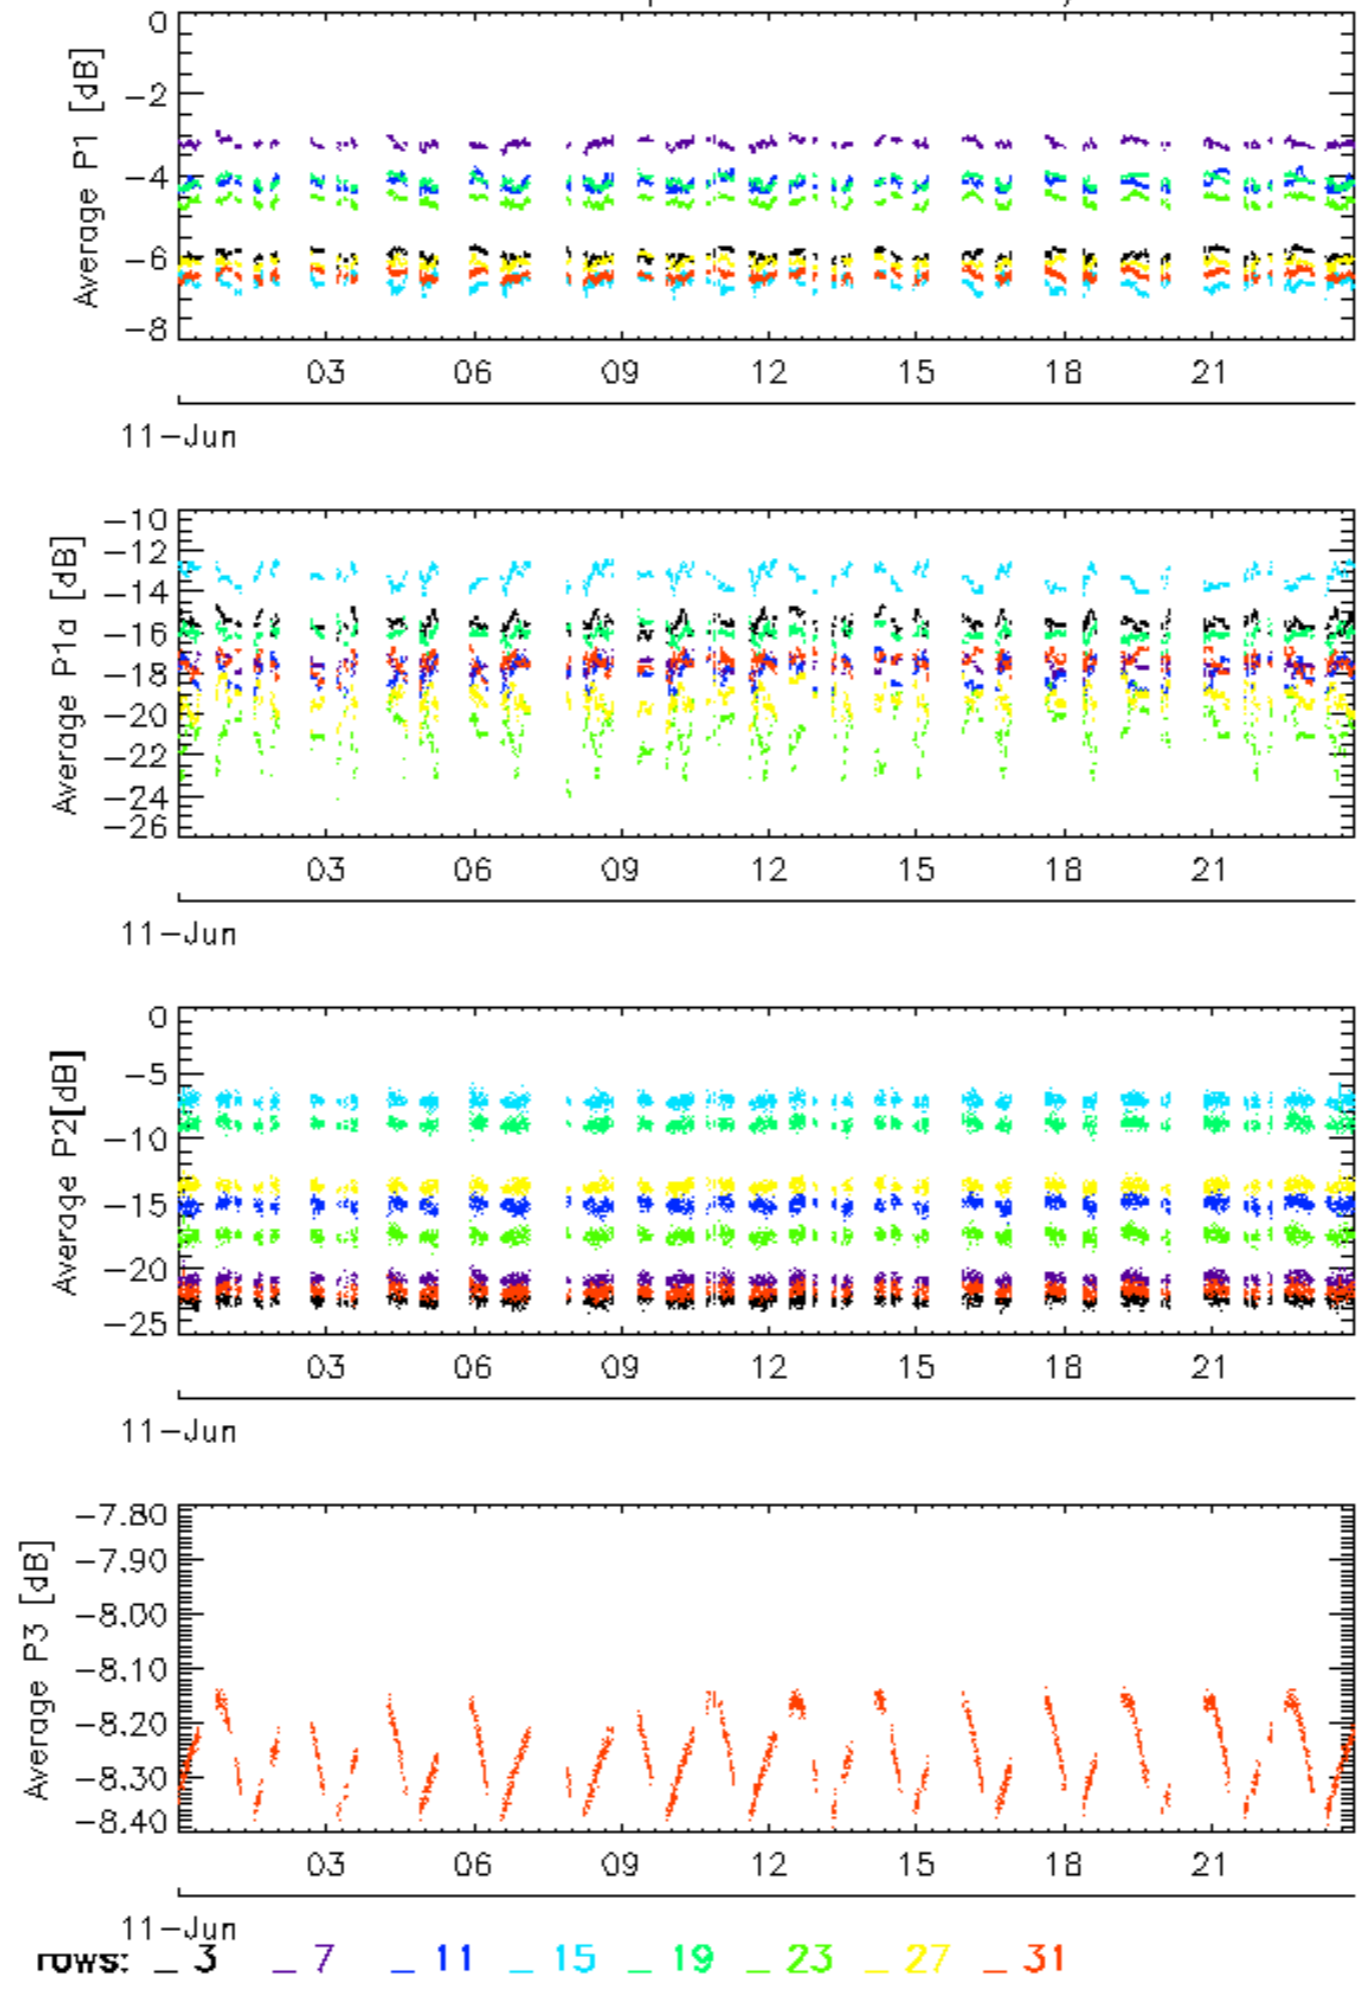 0
−2
−4
−6
−8
Average P1 [dB]
03 06 09 12 15 18 21
11−Jun
−10
−12
−14
−16
−18
−20
−22
−24
−26
Average P1a [dB]
03 06 09 12 15 18 21
11−Jun
0
−5
−10
−15
−20
−25
Average P2[dB]
03 06 09 12 15 18 21
11−Jun
−7.80
−7.90
−8.00
−8.10
−8.20
−8.30
−8.40
Average P3 [dB]
03 06 09 12 15 18 21
11−Jun
rows: _ 3 _ 7 _ 11 _ 15 _ 19 _ 23 _ 27 _ 31